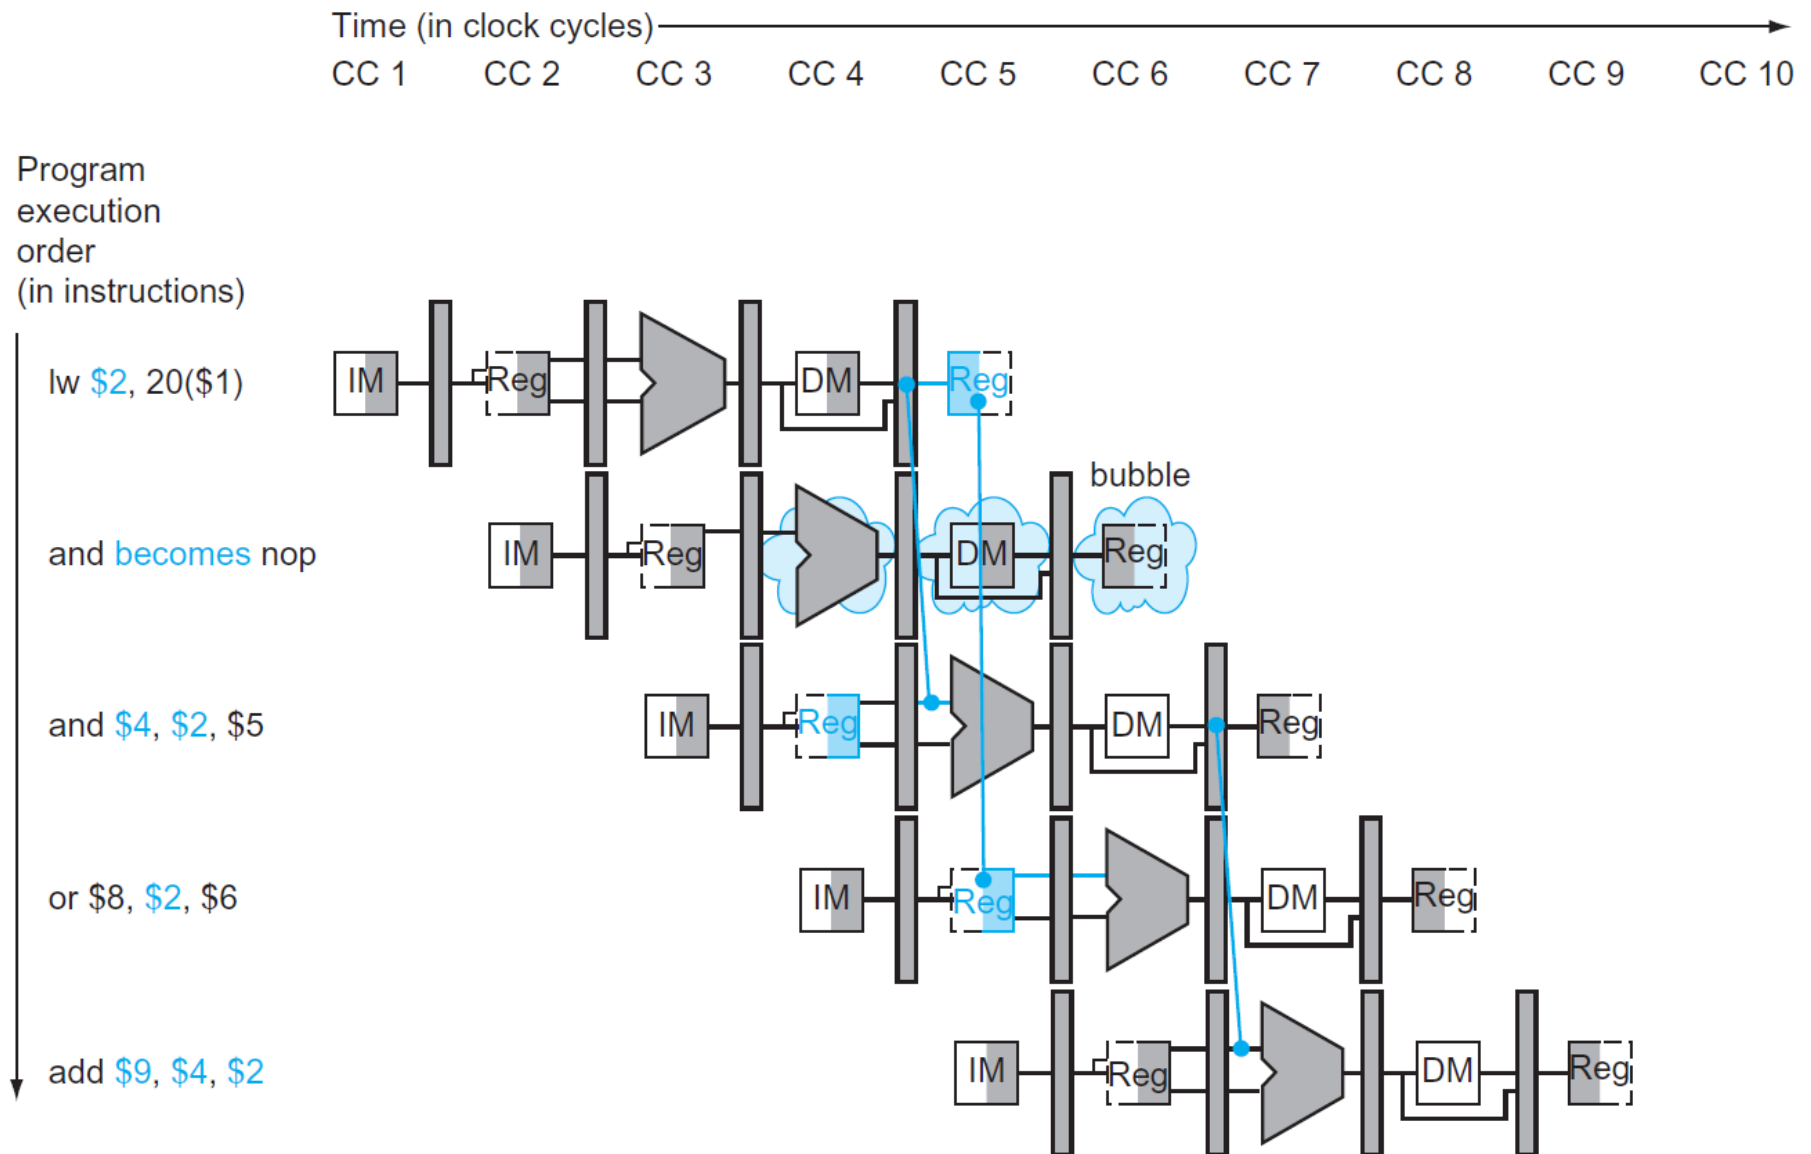 Time (in clock cycles)
CC 1 CC 2 CC 3 CC 4 CC 5 CC 6 CC 7 CC 8 CC 9 CC 10
Program
execution
order
(in instructions)
lw $2, 20($1)
IM Reg DM Reg
bubble
and becomes nop
IM Reg DM Reg
and $4, $2, $5
IM Reg DM Reg
or $8, $2, $6
IM Reg DM Reg
add $9, $4, $2
IM Reg DM Reg